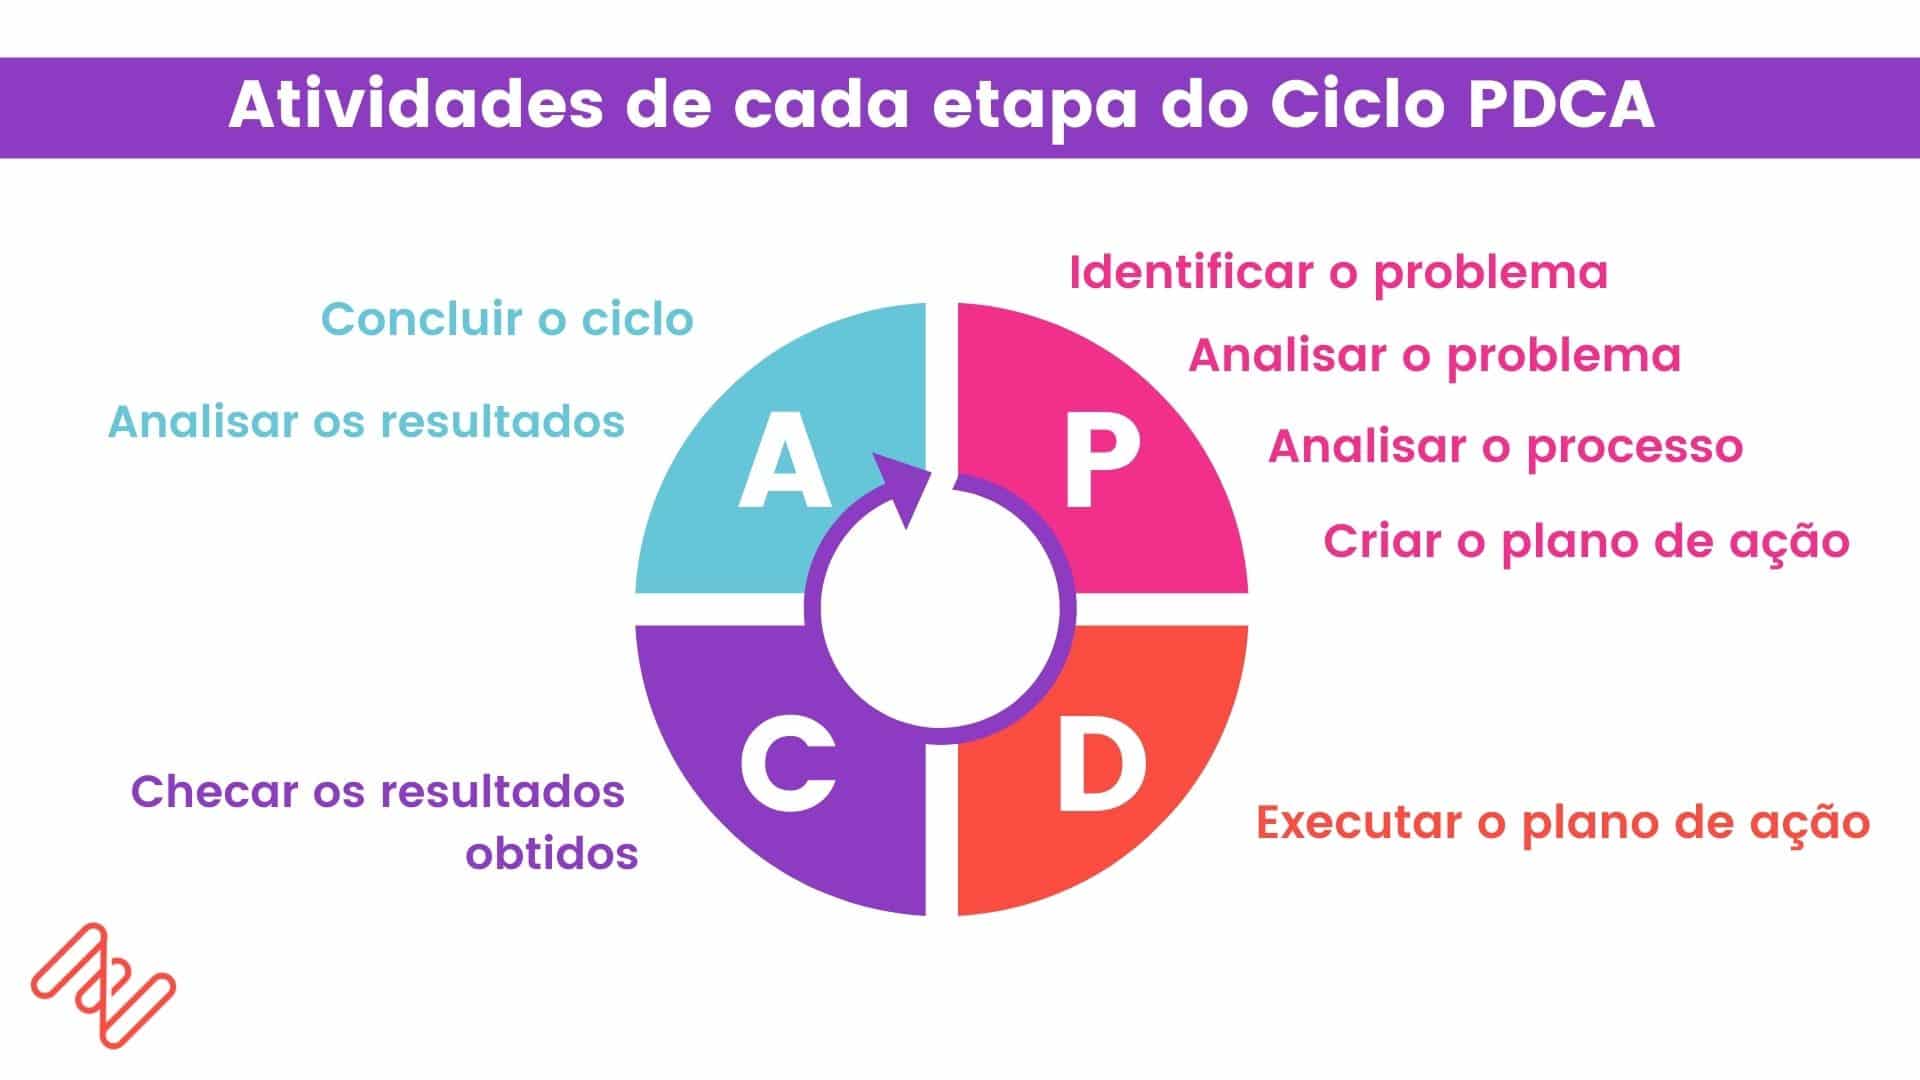 Atividades de cada etapa do Ciclo PDCA
Identificar o problema
Analisar o problema
Analisar o processo
Criar o plano de ação
Concluir o ciclo
Analisar os resultados
A
P
C
D
Checar os resultados
obtidos
Executar o plano de ação